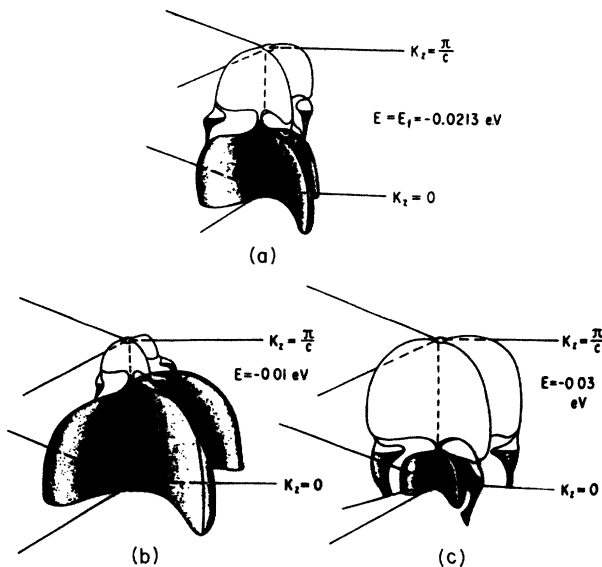 K_z = π/c
E = E_f = -0.0213 eV
K_z = 0
(a)
K_z = π/c
E = -0.01 eV
K_z = 0
(b)
K_z = π/c
E = -0.03
eV
K_z = 0
(c)